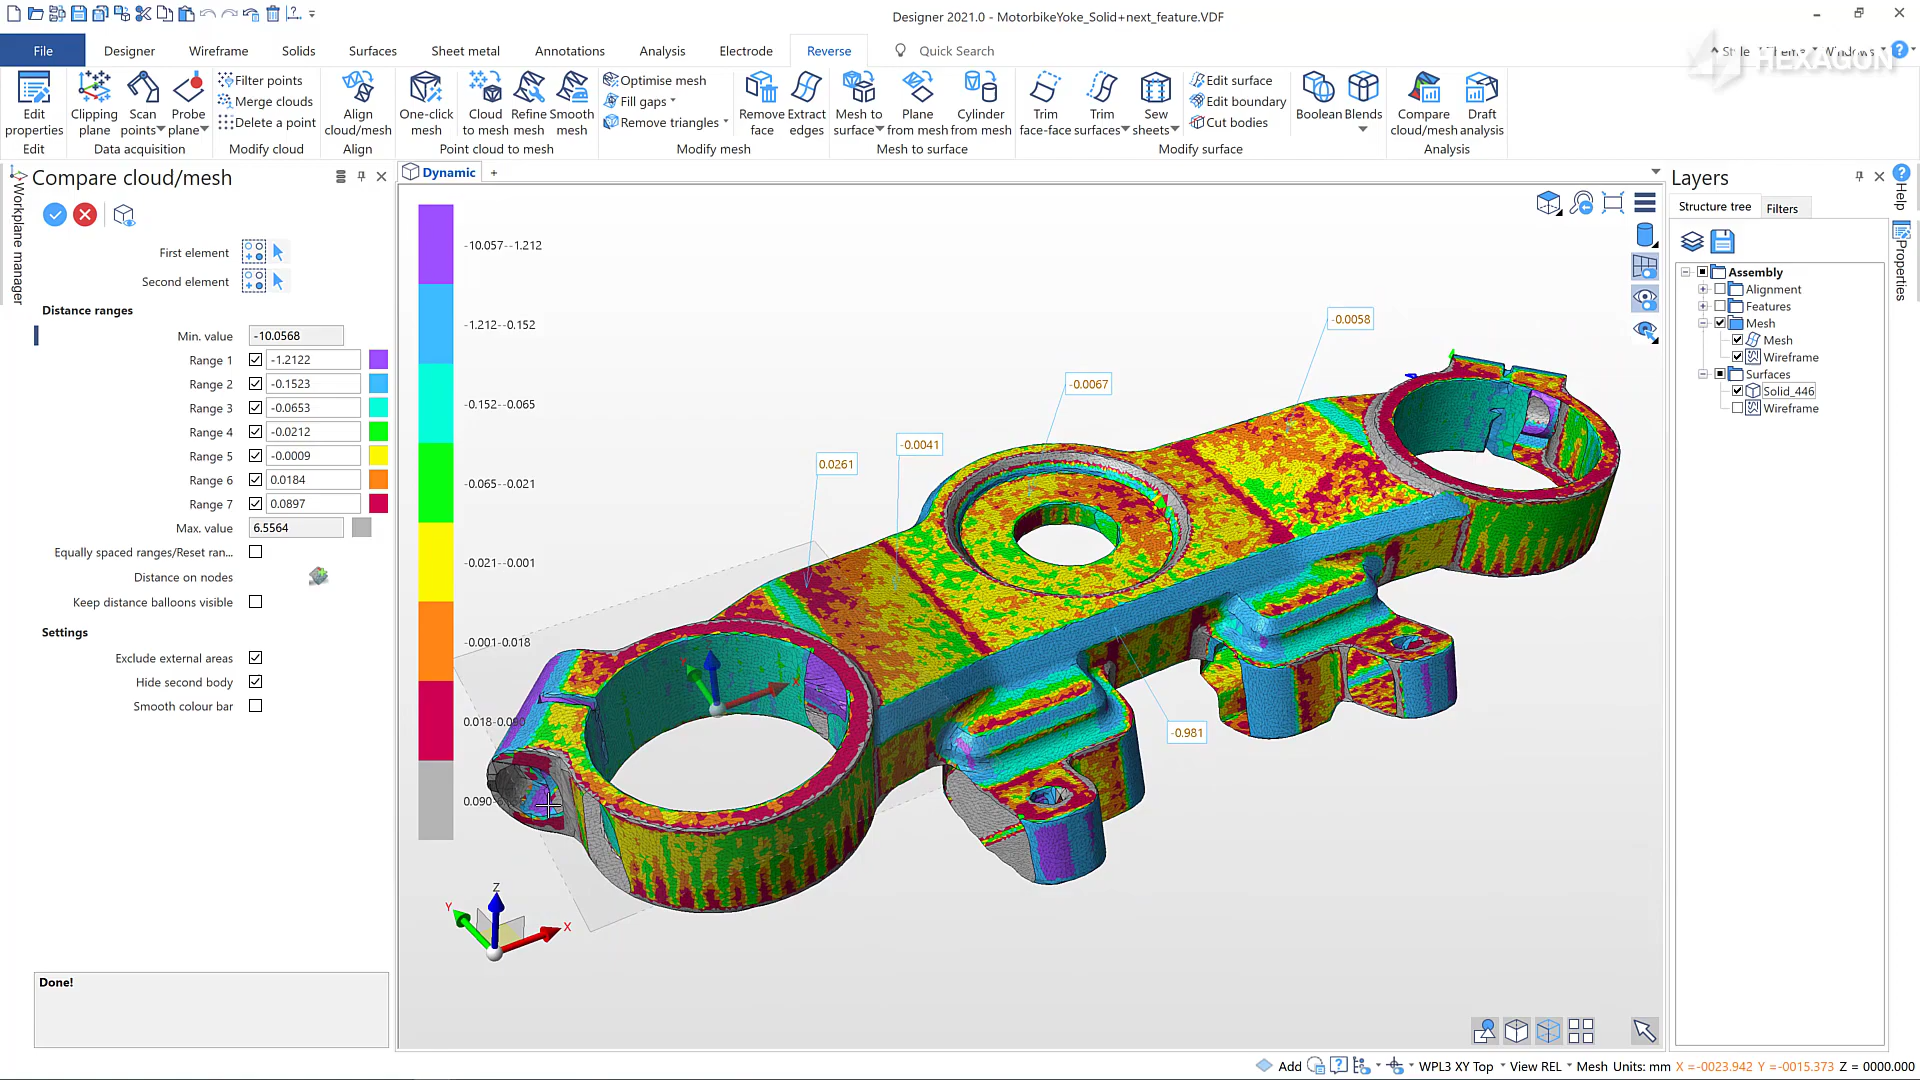 Designer 2021.0 - MotorbikeYoke_Solid+next_feature.VDF
File Designer Wireframe Solids Surfaces Sheet metal Annotations Analysis Electrode Reverse Quick Search
HEXAGON
Edit properties
Clipping plane
Scan points
Probe plane
Filter points
Merge clouds
Delete a point
Align cloud/mesh
One-click mesh
Cloud to mesh
Refine mesh
Smooth mesh
Optimise mesh
Fill gaps
Remove triangles
Remove face
Extract edges
Mesh to surface
Plane from mesh
Cylinder from mesh
Trim face-face
Trim surfaces
Sew sheets
Edit surface
Edit boundary
Cut bodies
Boolean
Blends
Compare cloud/mesh
Draft analysis
Edit Data acquisition Modify cloud Align Point cloud to mesh Modify mesh Mesh to surface Modify surface Analysis
Workplane manager
Compare cloud/mesh
First element
Second element
Distance ranges
Min. value -10.0568
Range 1 -1.2122
Range 2 -0.1523
Range 3 -0.0653
Range 4 -0.0212
Range 5 -0.0009
Range 6 0.0184
Range 7 0.0897
Max. value 6.5564
Equally spaced ranges/Reset ran...
Distance on nodes
Keep distance balloons visible
Settings
Exclude external areas
Hide second body
Smooth colour bar
Done!
Dynamic +
-10.057--1.212
-1.212--0.152
-0.152--0.065
-0.065--0.021
-0.021--0.001
-0.001-0.018
0.018-0.090
-0.0058
-0.0067
-0.0041
0.0261
-0.981
X
Z
Y
X
Layers
Structure tree Filters
Assembly
Alignment
Features
Mesh
Mesh
Wireframe
Surfaces
Solid_446
Wireframe
Help
Properties
Add WPL3 XY Top View REL Mesh Units: mm X =-0023.942 Y =-0015.373 Z = 0000.000